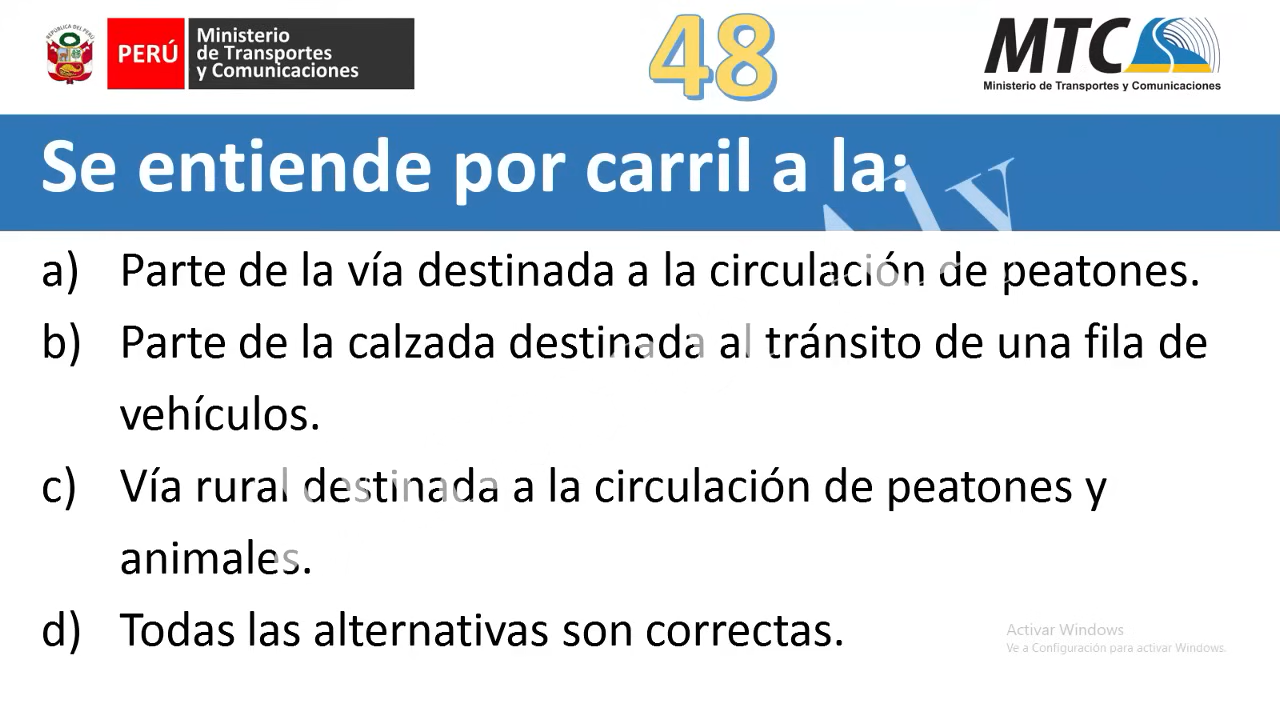 REPÚBLICA DEL PERÚ
PERÚ
Ministerio
de Transportes
y Comunicaciones
48
MTC
Ministerio de Transportes y Comunicaciones
Se entiende por carril a la:
a) Parte de la vía destinada a la circulación de peatones.
b) Parte de la calzada destinada al tránsito de una fila de
vehículos.
c) Vía rural destinada a la circulación de peatones y
animales.
d) Todas las alternativas son correctas.
Activar Windows
Ve a Configuración para activar Windows.